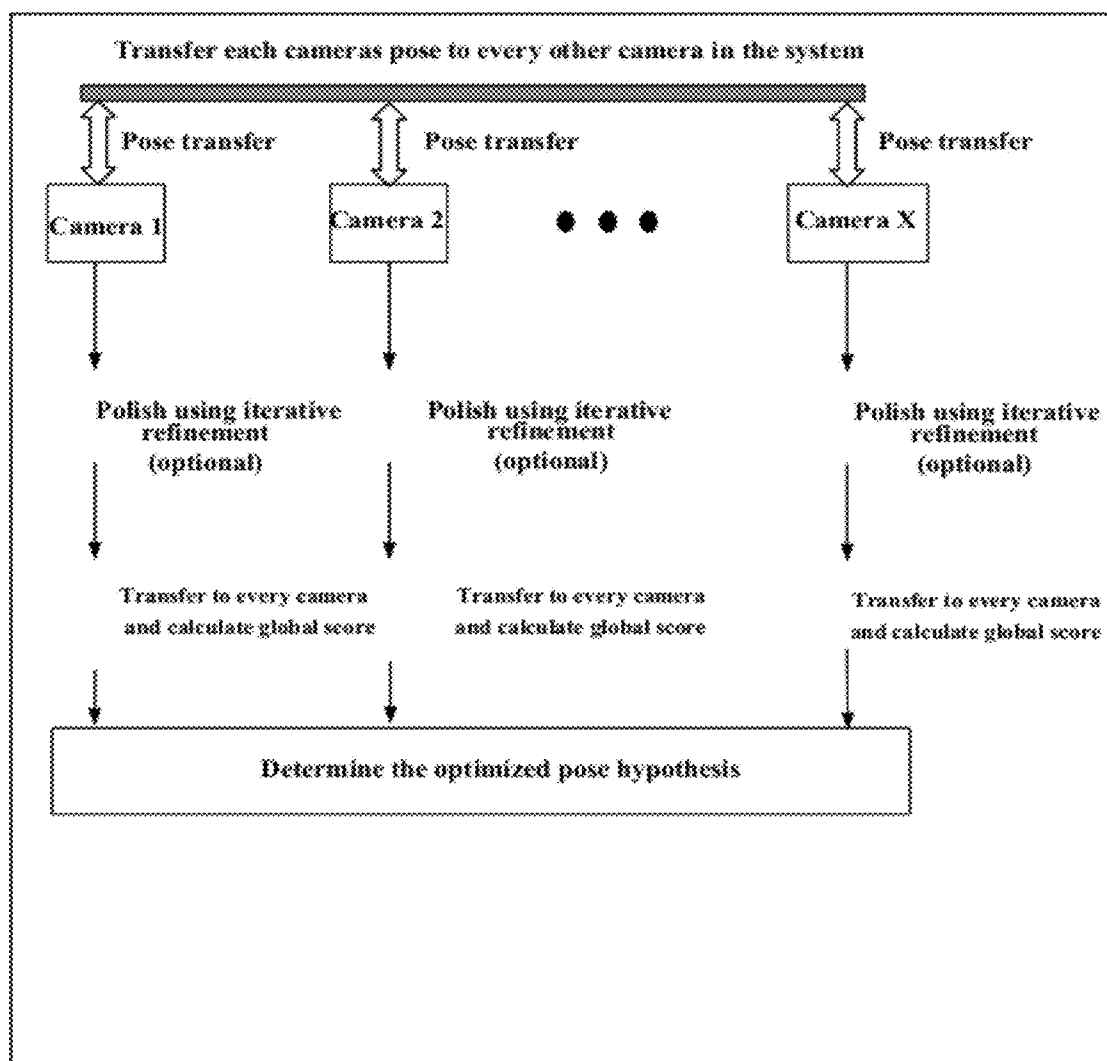 Transfer each cameras pose to every other camera in the system
Pose transfer
Pose transfer
Pose transfer
Camera 1
Camera 2
Camera X
Polish using iterative
refinement
(optional)
Polish using iterative
refinement
(optional)
Polish using iterative
refinement
(optional)
Transfer to every camera
and calculate global score
Transfer to every camera
and calculate global score
Transfer to every camera
and calculate global score
Determine the optimized pose hypothesis